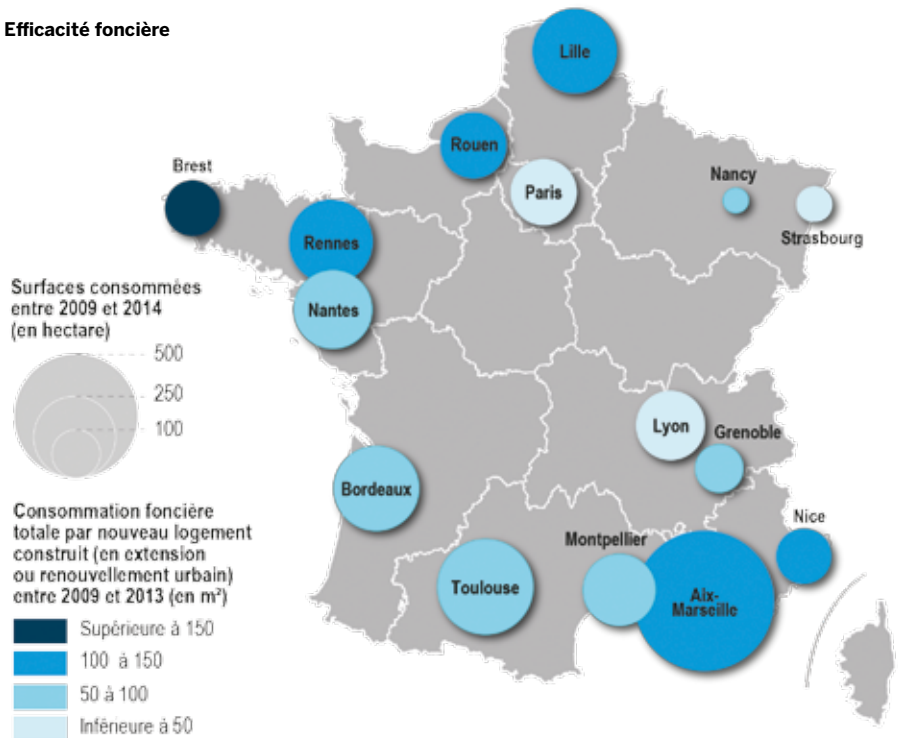 Efficacité foncière
Lille
Rouen
Paris
Nancy
Strasbourg
Brest
Rennes
Nantes
Surfaces consommées
entre 2009 et 2014
(en hectare)
500
250
100
Lyon
Grenoble
Bordeaux
Consommation foncière
totale par nouveau logement
construit (en extension
ou renouvellement urbain)
entre 2009 et 2013 (en m²)
Supérieure à 150
100 à 150
50 à 100
Inférieure à 50
Toulouse
Montpellier
Nice
Aix-
Marseille